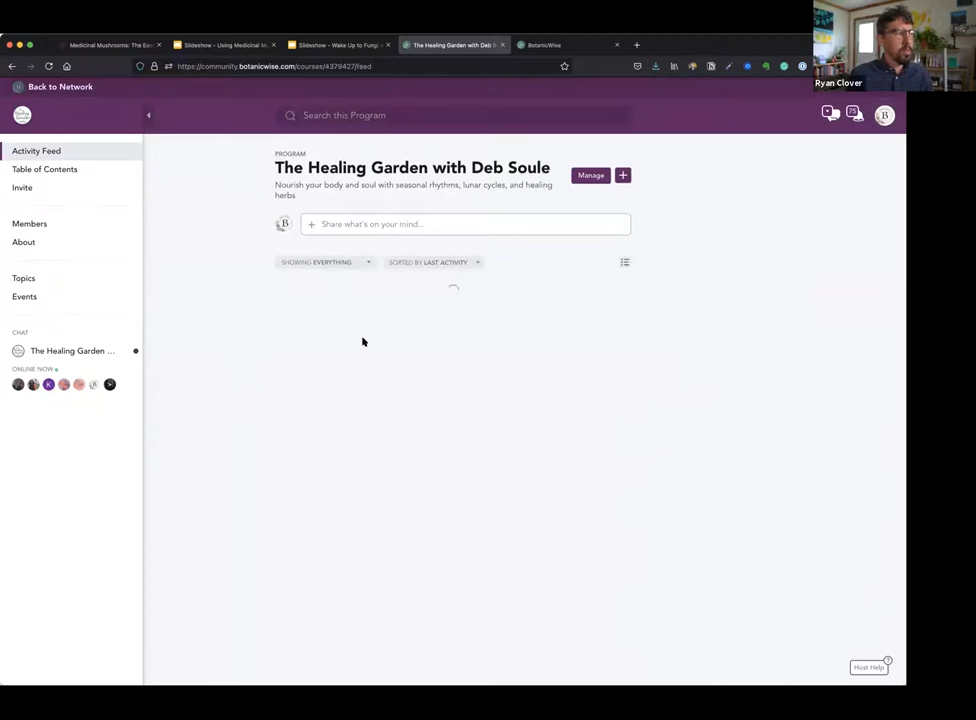 Medicinal Mushrooms: The Ess
Slideshow - Using Medicinal M
Slideshow - Wake Up to Fungi
The Healing Garden with Deb S
BotanicWise
https://community.botanicwise.com/courses/4379427/feed
Ryan Clover
Back to Network
Search this Program
75
B
Activity Feed
Table of Contents
Invite
Members
About
Topics
Events
CHAT
The Healing Garden ...
ONLINE NOW
K
B
PROGRAM
The Healing Garden with Deb Soule
Nourish your body and soul with seasonal rhythms, lunar cycles, and healing
herbs
Manage +
B
+ Share what's on your mind...
SHOWING EVERYTHING
SORTED BY LAST ACTIVITY
Host Help ?